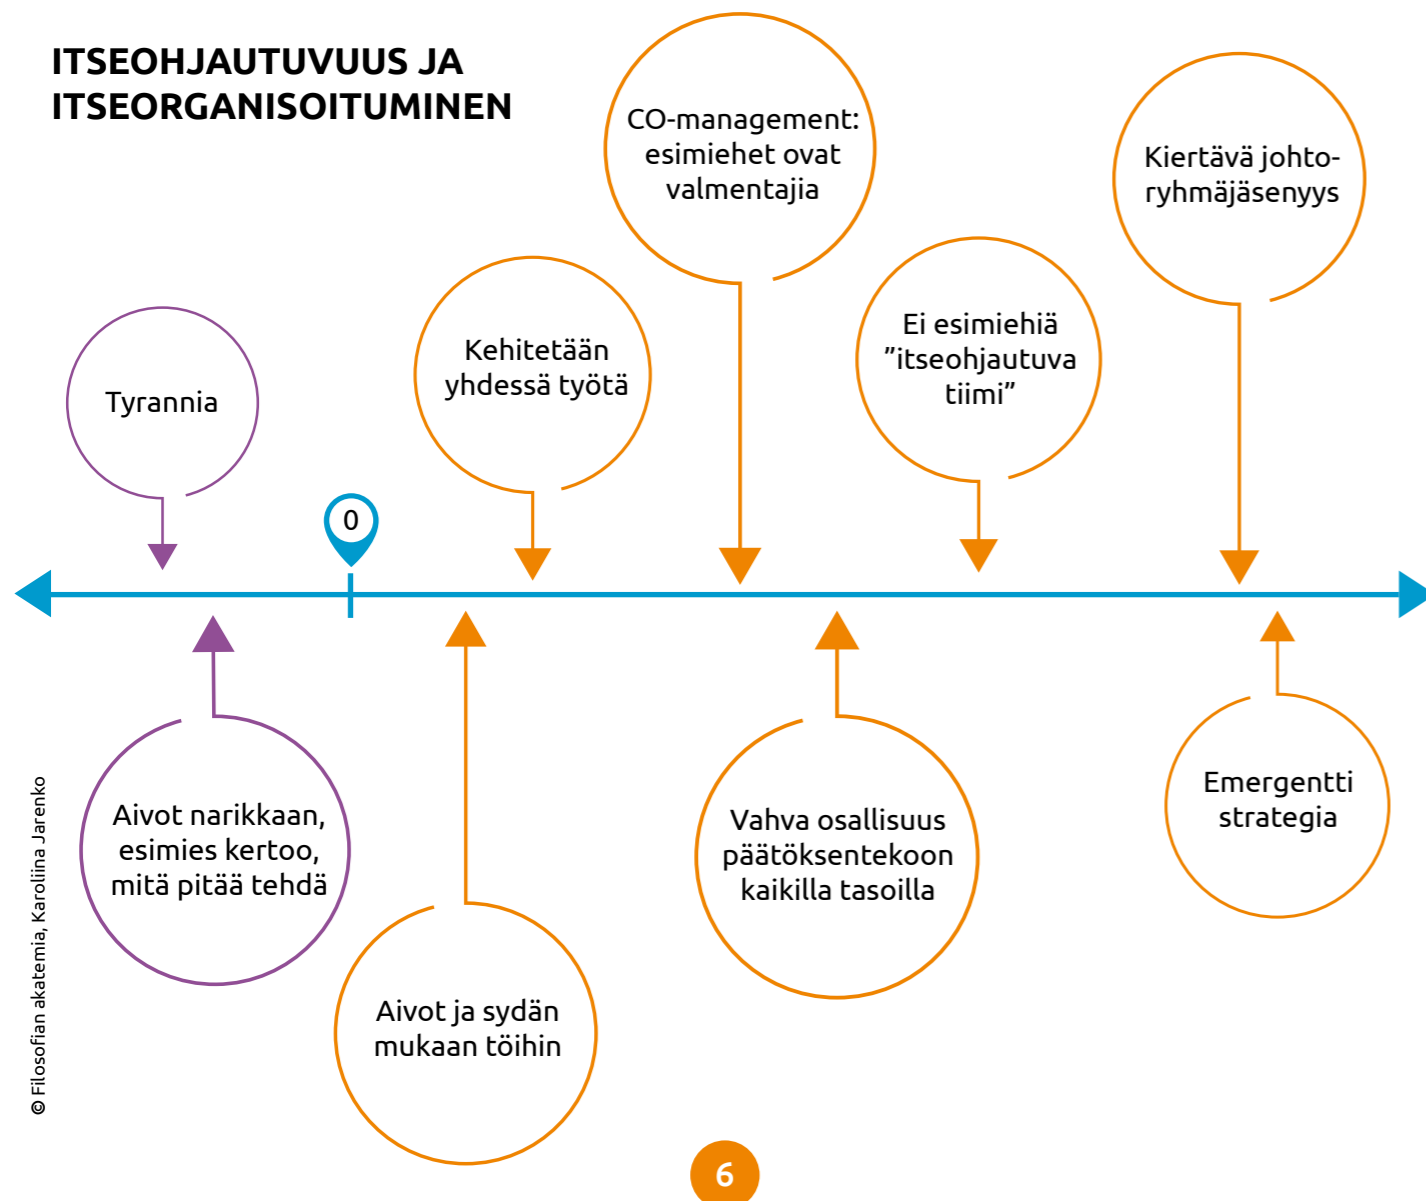 ITSEOHJAUTUVUUS JA
ITSEORGANISOITUMINEN
CO-management:
esimiehet ovat
valmentajia
Kiertävä johto-
ryhmäjäsenyys
Ei esimiehiä
”itseohjautuva
tiimi”
Kehitetään
yhdessä työtä
Tyrannia
0
Aivot narikkaan,
esimies kertoo,
mitä pitää tehdä
Aivot ja sydän
mukaan töihin
Vahva osallisuus
päätöksentekoon
kaikilla tasoilla
Emergentti
strategia
© Filosofian akatemia, Karoliina Jarenko
6